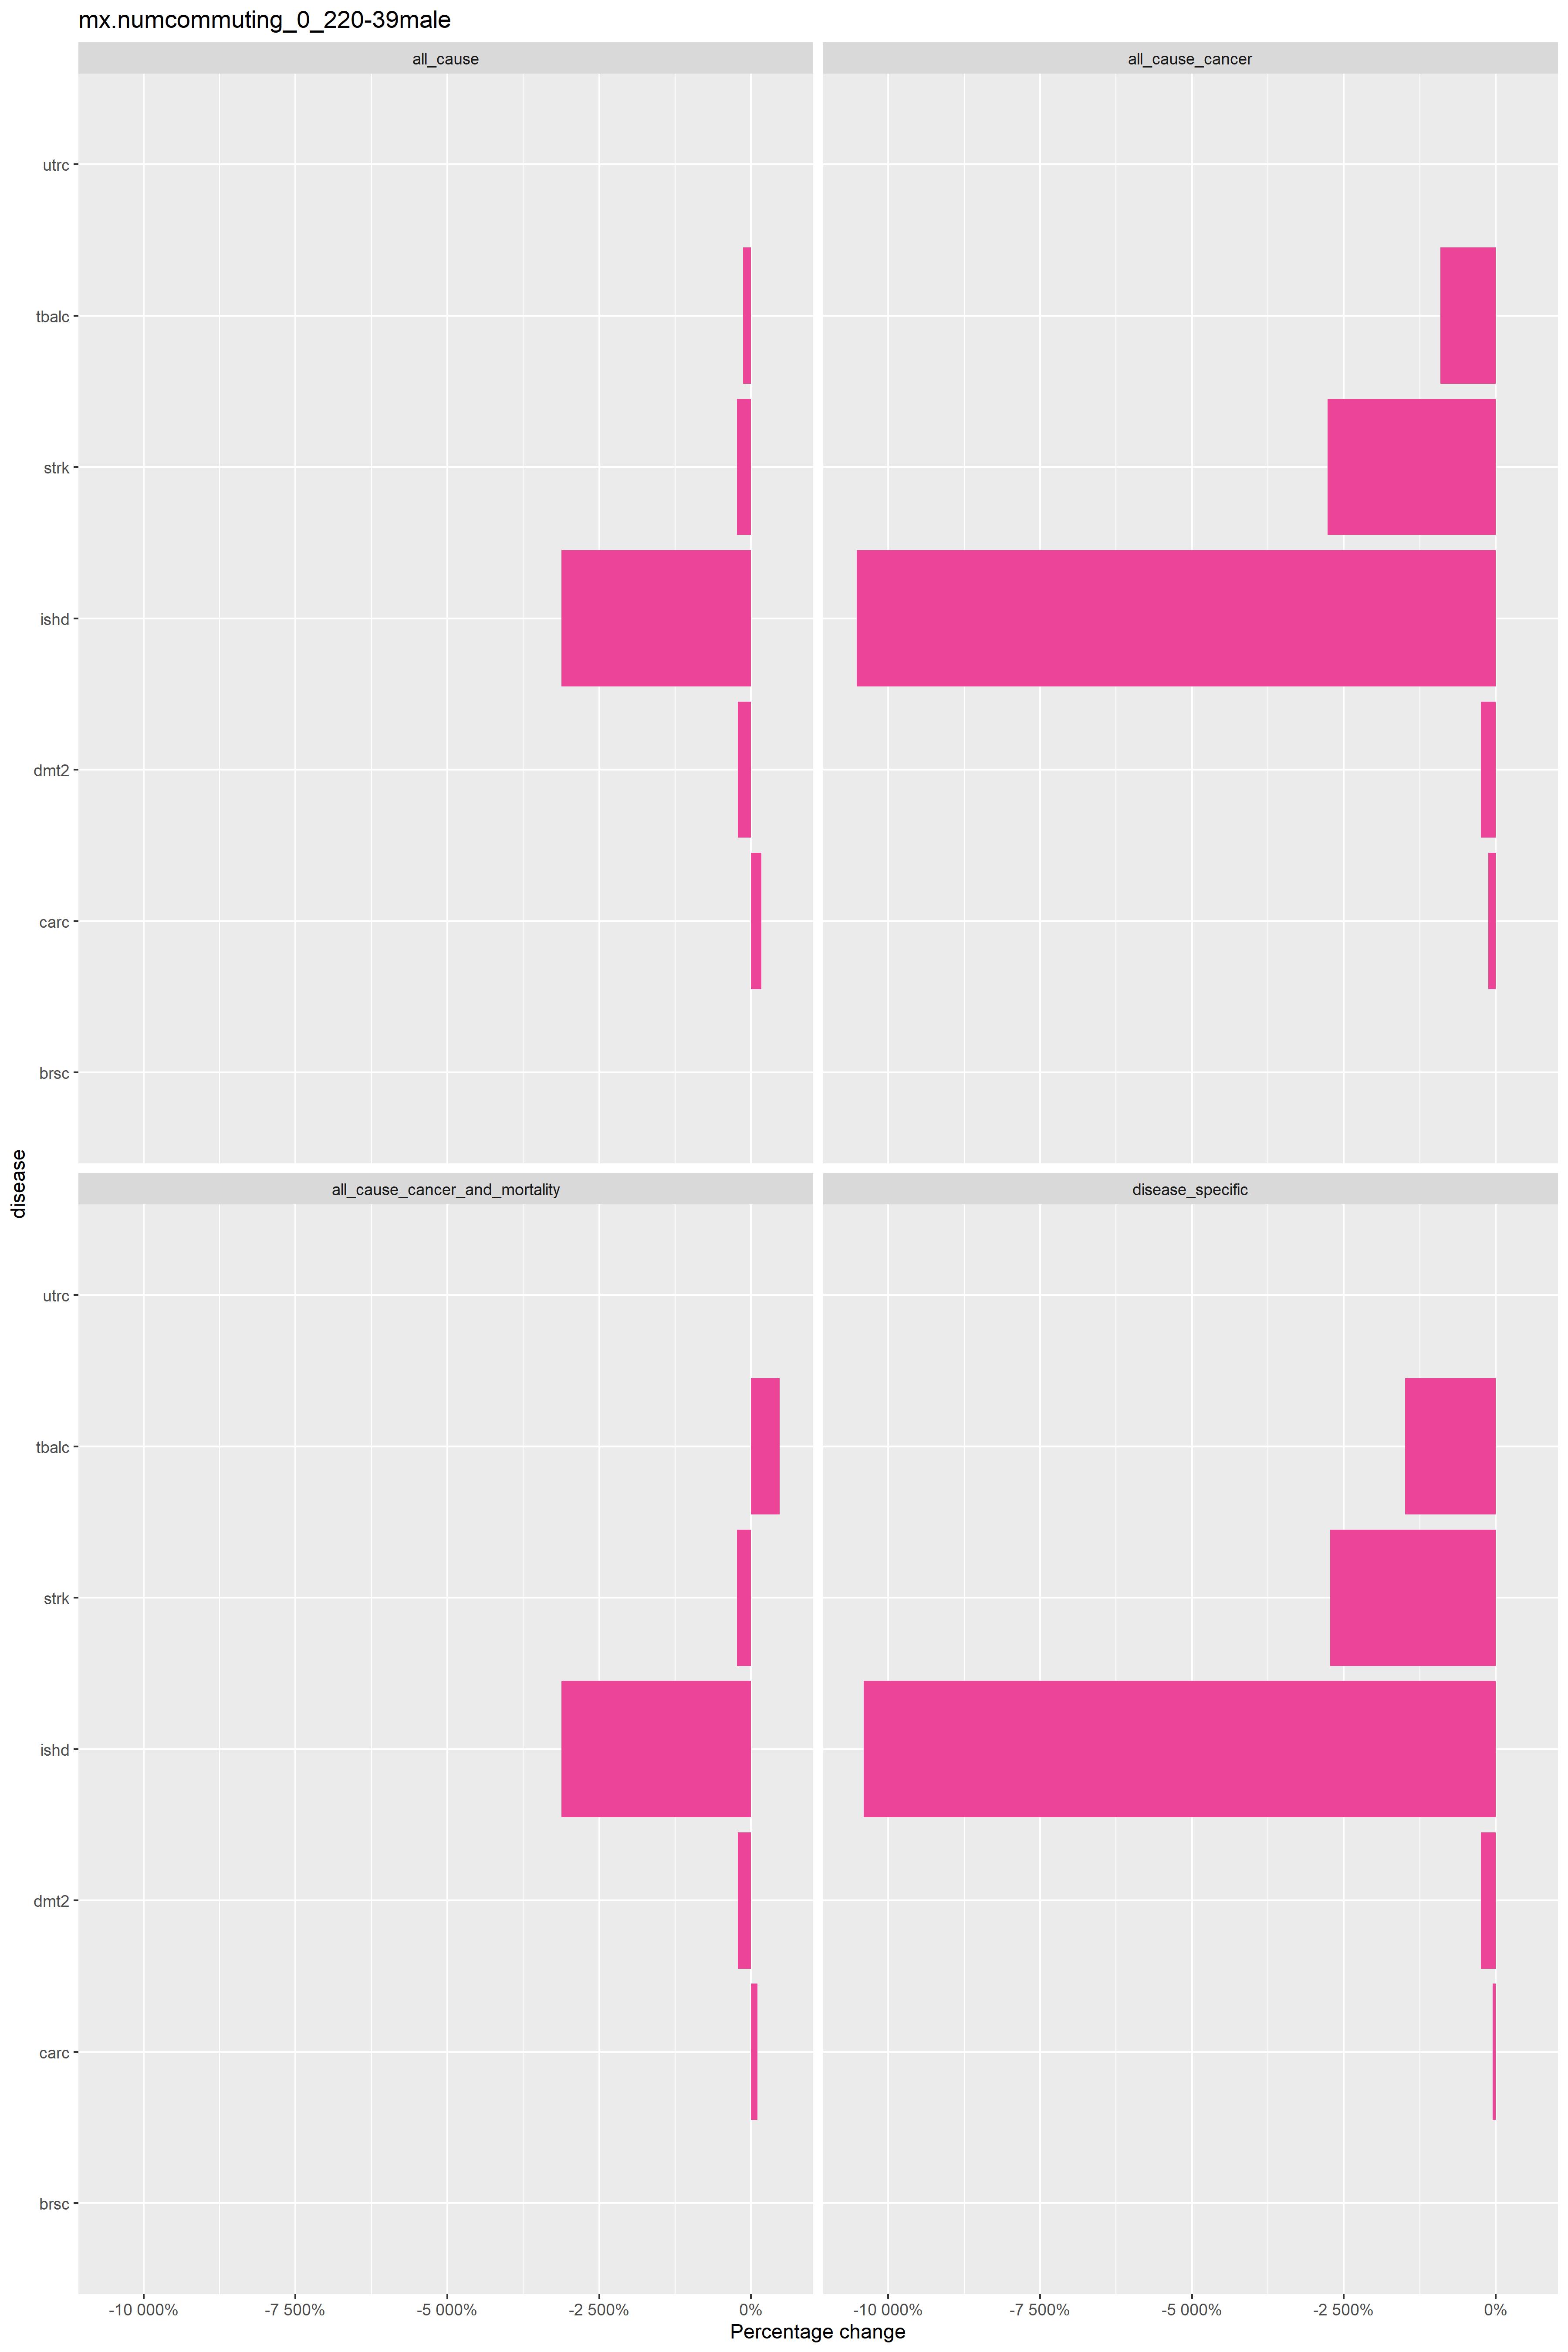 mx.numcommuting_0_220-39male
all_cause
all_cause_cancer
utrc
tbalc
strk
ishd
dmt2
carc
brsc
disease
all_cause_cancer_and_mortality
disease_specific
utrc
tbalc
strk
ishd
dmt2
carc
brsc
-10 000% -7 500% -5 000% -2 500% 0% -10 000% -7 500% -5 000% -2 500% 0%
Percentage change